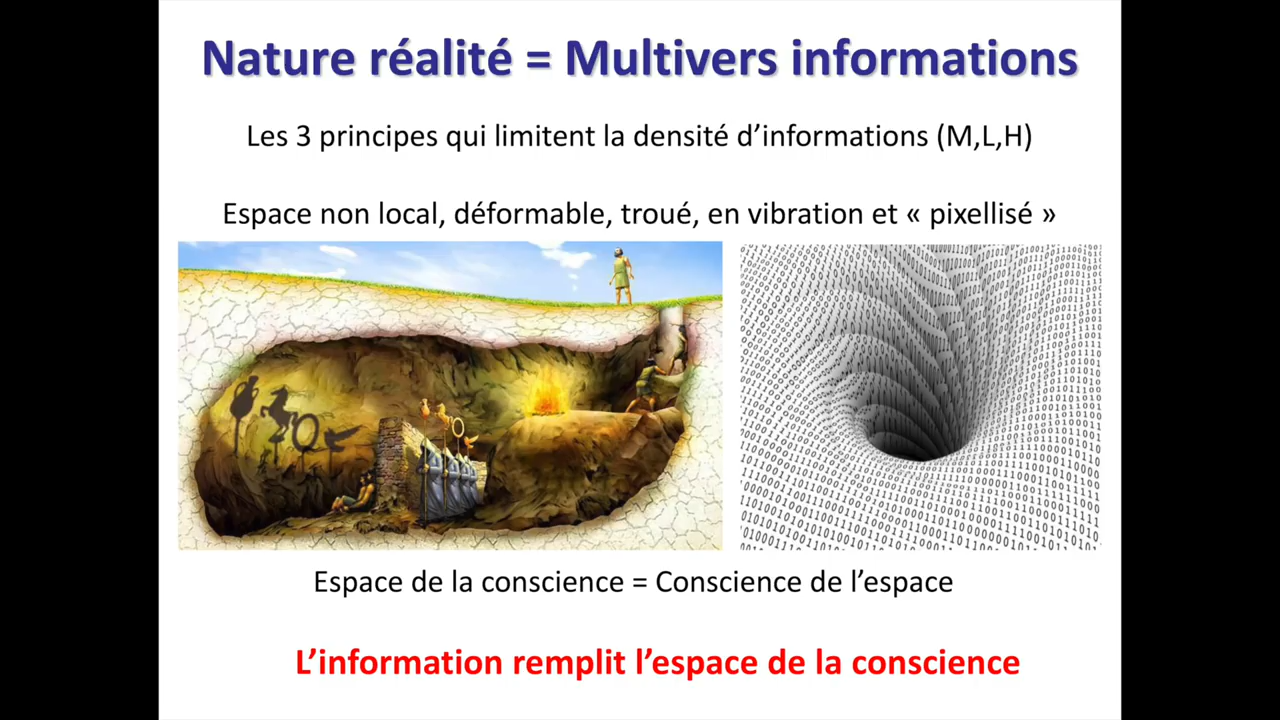 Nature réalité = Multivers informations
Les 3 principes qui limitent la densité d’informations (M,L,H)
Espace non local, déformable, troué, en vibration et « pixellisé »
Espace de la conscience = Conscience de l’espace
L’information remplit l’espace de la conscience